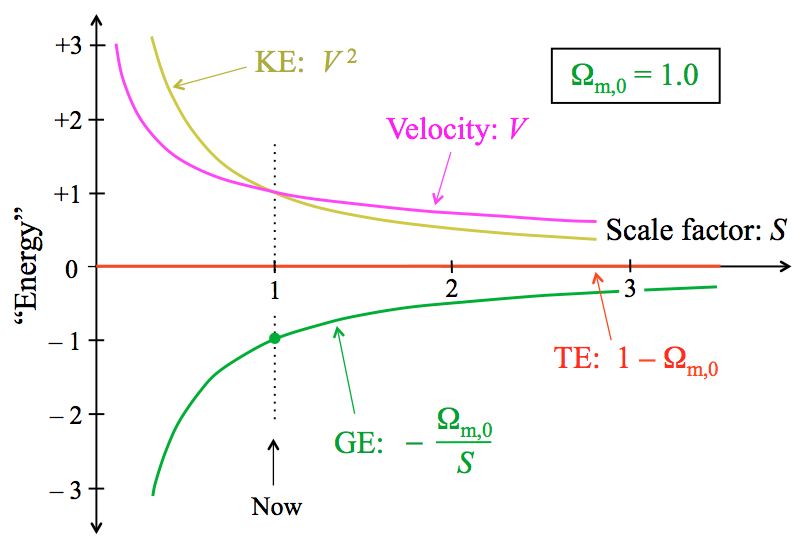 +3
KE: V²
Ωm,0 = 1.0
+2
Velocity: V
+1
Scale factor: S
"Energy"
0
1
2
3
– 1
TE: 1 – Ωm,0
– 2
GE: – Ωm,0
S
– 3
Now